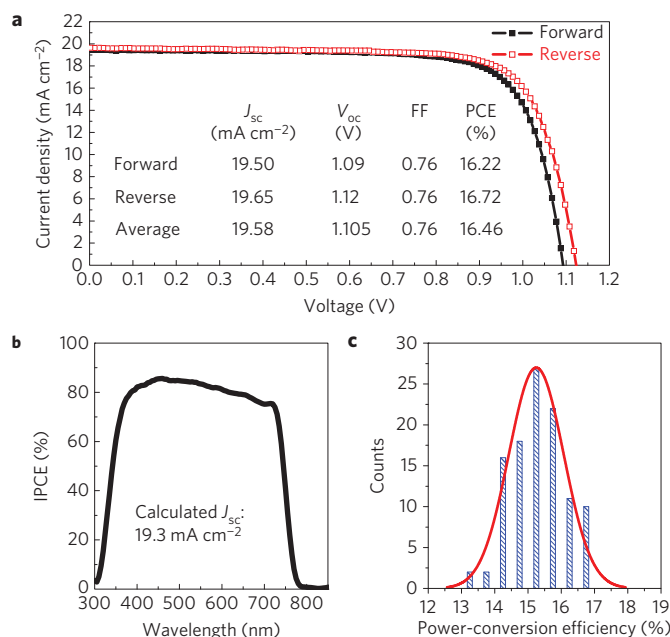 a
Forward
Reverse
Current density (mA cm⁻²)
24
22
20
18
16
14
12
10
8
6
4
2
0
J_sc V_oc FF PCE
(mA cm⁻²) (V) (%)
Forward 19.50 1.09 0.76 16.22
Reverse 19.65 1.12 0.76 16.72
Average 19.58 1.105 0.76 16.46
0.0 0.1 0.2 0.3 0.4 0.5 0.6 0.7 0.8 0.9 1.0 1.1 1.2
Voltage (V)
b
IPCE (%)
100
80
60
40
20
0
Calculated J_sc:
19.3 mA cm⁻²
300 400 500 600 700 800
Wavelength (nm)
c
Counts
30
25
20
15
10
5
0
12 13 14 15 16 17 18 19
Power-conversion efficiency (%)